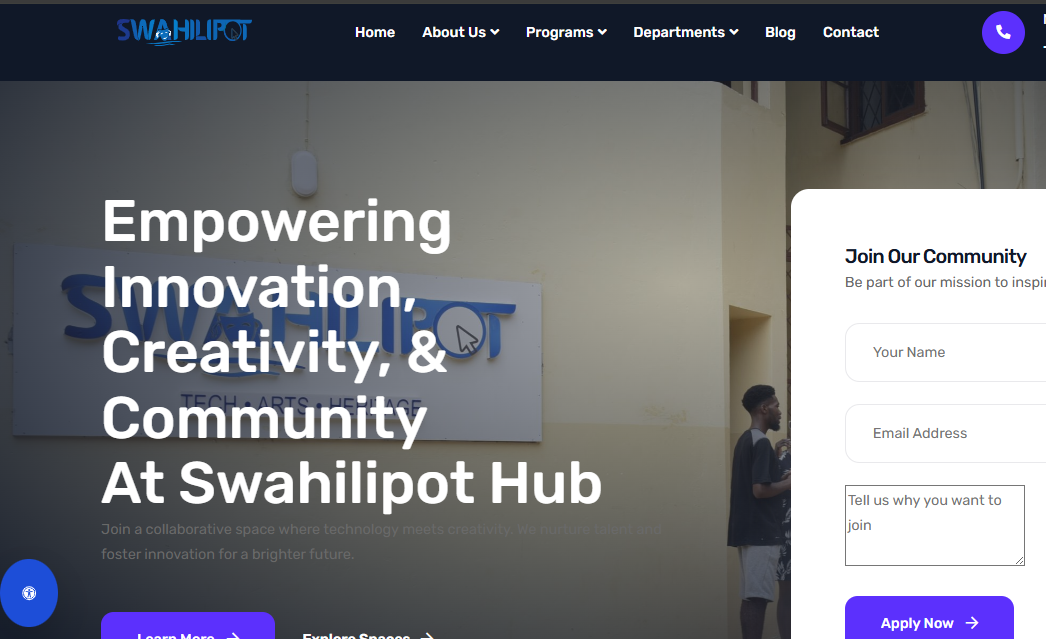 SWAHILIPOT
Home
About Us
Programs
Departments
Blog
Contact
Empowering
Innovation,
Creativity, &
Community
At Swahilipot Hub
SWAHILIPOT
TECH • ARTS • HERITAGE
Join a collaborative space where technology meets creativity. We nurture talent and
foster innovation for a brighter future.
Learn More
Explore Spaces
Join Our Community
Be part of our mission to inspi
Your Name
Email Address
Tell us why you want to
join
Apply Now